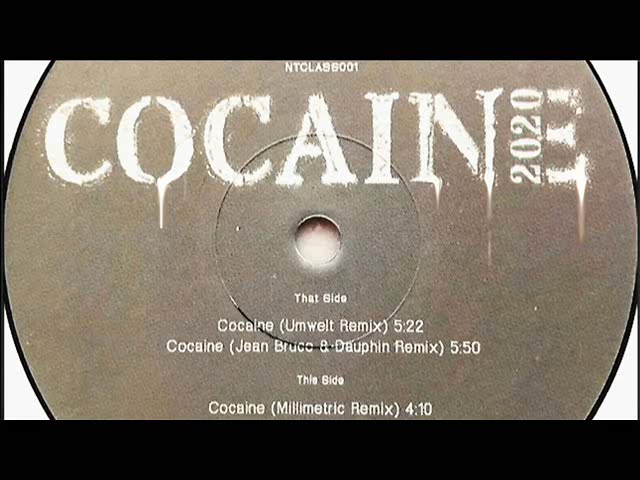 NTCLASS001
COCAINE
2020
That Side
Cocaine (Umwelt Remix) 5:22
Cocaine (Jean Bruce & Dauphin Remix) 5:50
This Side
Cocaine (Millimetric Remix) 4:10